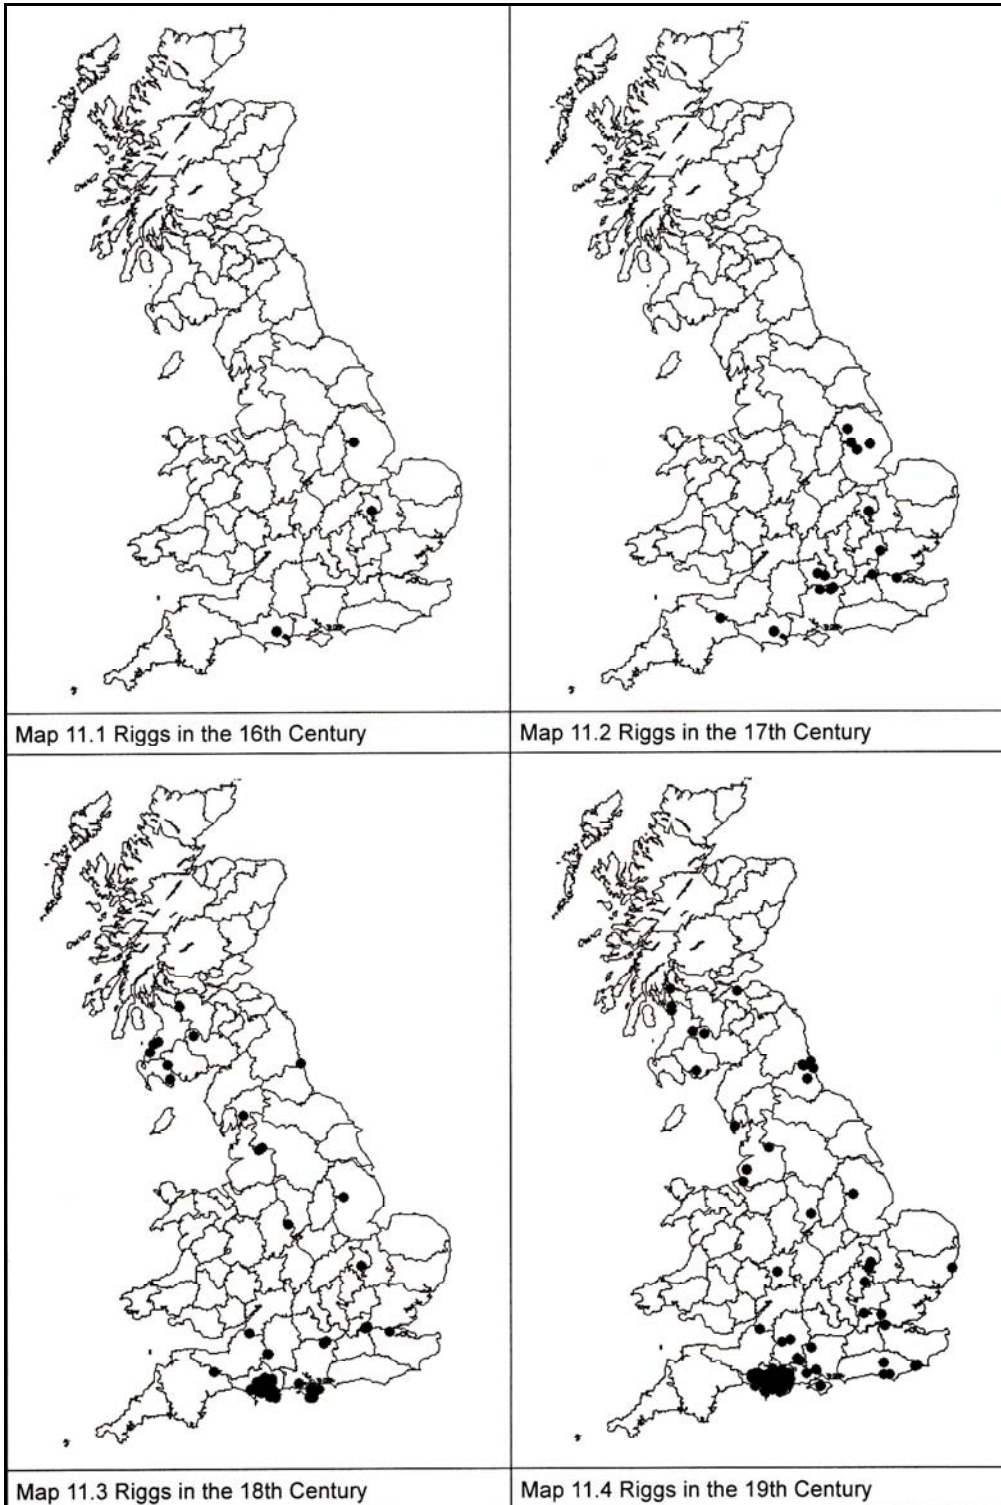 Map 11.1 Riggs in the 16th Century
Map 11.2 Riggs in the 17th Century
Map 11.3 Riggs in the 18th Century
Map 11.4 Riggs in the 19th Century